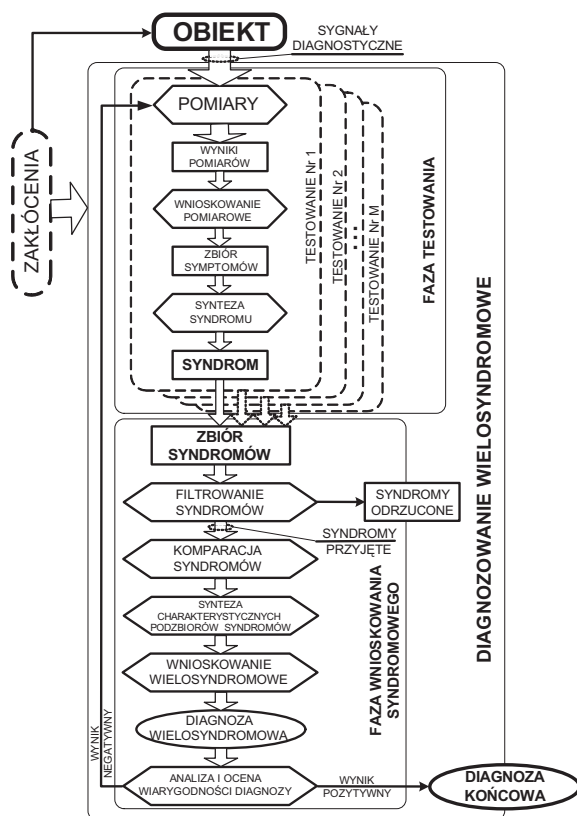 OBIEKT
SYGNAŁY
DIAGNOSTYCZNE
ZAKŁÓCENIA
POMIARY
WYNIKI
POMIARÓW
WNIOSKOWANIE
POMIAROWE
ZBIÓR
SYMPTOMÓW
SYNTEZA
SYNDROMU
SYNDROM
TESTOWANIE Nr 1
TESTOWANIE Nr 2
...
TESTOWANIE Nr M
FAZA TESTOWANIA
DIAGNOZOWANIE WIELOSYNDROMOWE
ZBIÓR
SYNDROMÓW
FILTROWANIE
SYNDROMÓW
SYNDROMY
ODRZUCONE
SYNDROMY
PRZYJĘTE
KOMPARACJA
SYNDROMÓW
SYNTEZA
CHARAKTERYSTYCZNYCH
PODZBIORÓW SYNDROMÓW
WNIOSKOWANIE
WIELOSYNDROMOWE
DIAGNOZA
WIELOSYNDROMOWA
FAZA WNIOSKOWANIA
SYNDROMOWEGO
WYNIK
NEGATYWNY
ANALIZA I OCENA
WIARYGODNOŚCI DIAGNOZY
WYNIK
POZYTYWNY
DIAGNOZA
KOŃCOWA